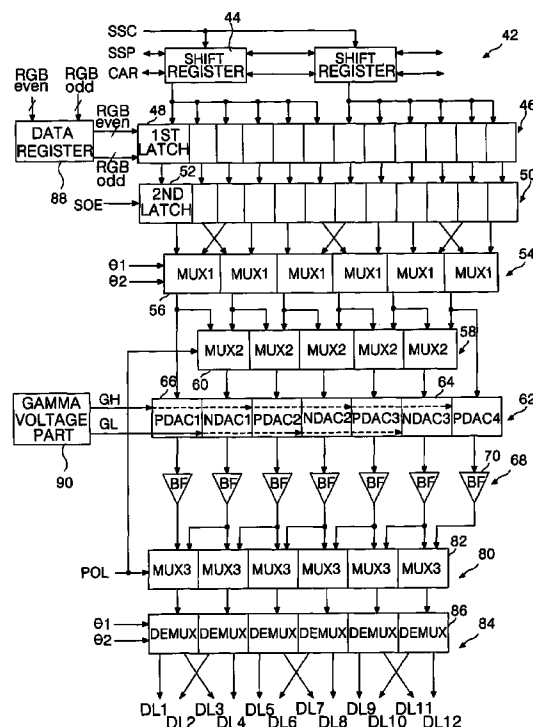 SSC
44
42
SSP
CAR
SHIFT
REGISTER
SHIFT
REGISTER
RGB
even
RGB
odd
RGB
even
48
46
DATA
REGISTER
1ST
LATCH
RGB
odd
88
52
50
SOE
2ND
LATCH
54
θ1
θ2
MUX1 MUX1 MUX1 MUX1 MUX1 MUX1
56
58
MUX2 MUX2 MUX2 MUX2 MUX2
60
66
64
GAMMA
VOLTAGE
PART
GH
GL
62
PDAC1 NDAC1 PDAC2 NDAC2 PDAC3 NDAC3 PDAC4
90
70
68
BF BF BF BF BF BF BF
82
80
POL
MUX3 MUX3 MUX3 MUX3 MUX3 MUX3
86
84
θ1
θ2
DEMUX DEMUX DEMUX DEMUX DEMUX DEMUX
DL1 DL3 DL5 DL7 DL9 DL11
DL2 DL4 DL6 DL8 DL10 DL12